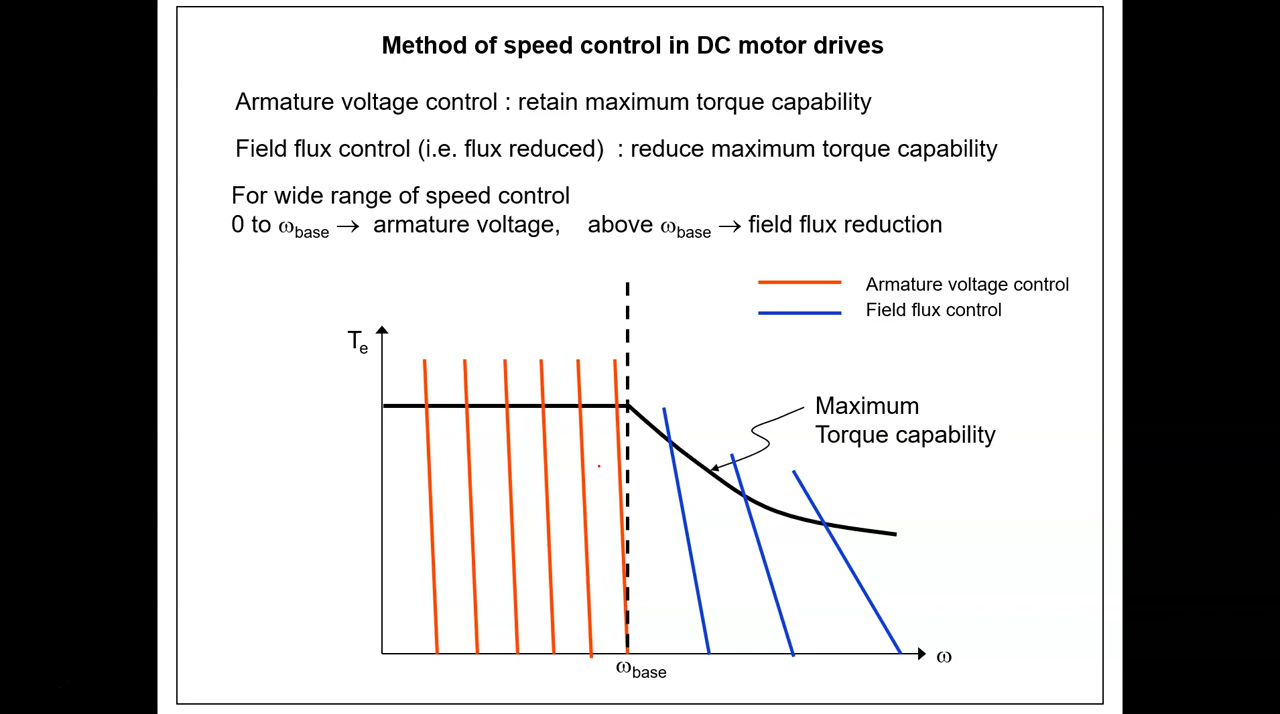 Method of speed control in DC motor drives
Armature voltage control : retain maximum torque capability
Field flux control (i.e. flux reduced) : reduce maximum torque capability
For wide range of speed control
0 to ωbase → armature voltage, above ωbase → field flux reduction
Armature voltage control
Field flux control
Te
Maximum
Torque capability
ω
ωbase